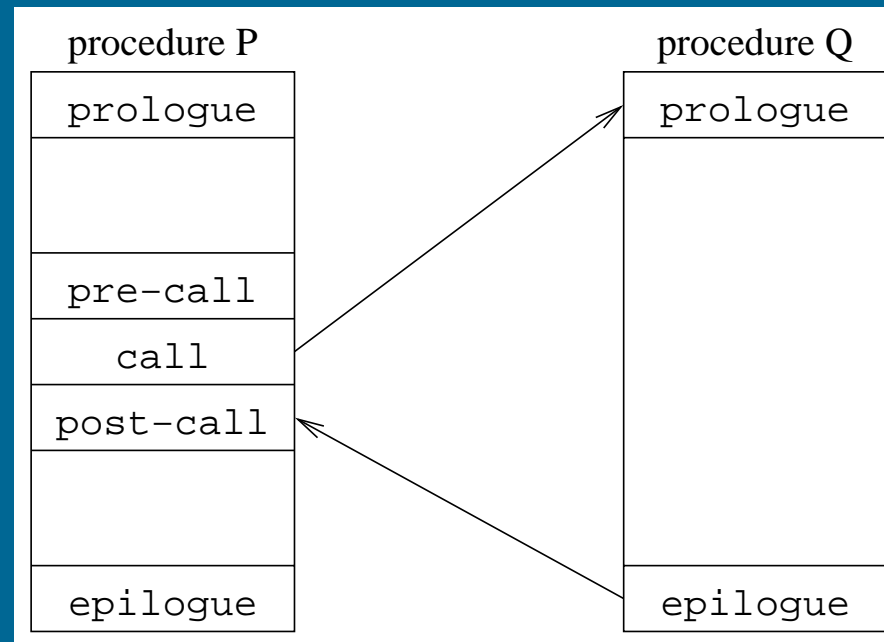 procedure P
prologue
pre-call
call
post-call
epilogue
procedure Q
prologue
epilogue